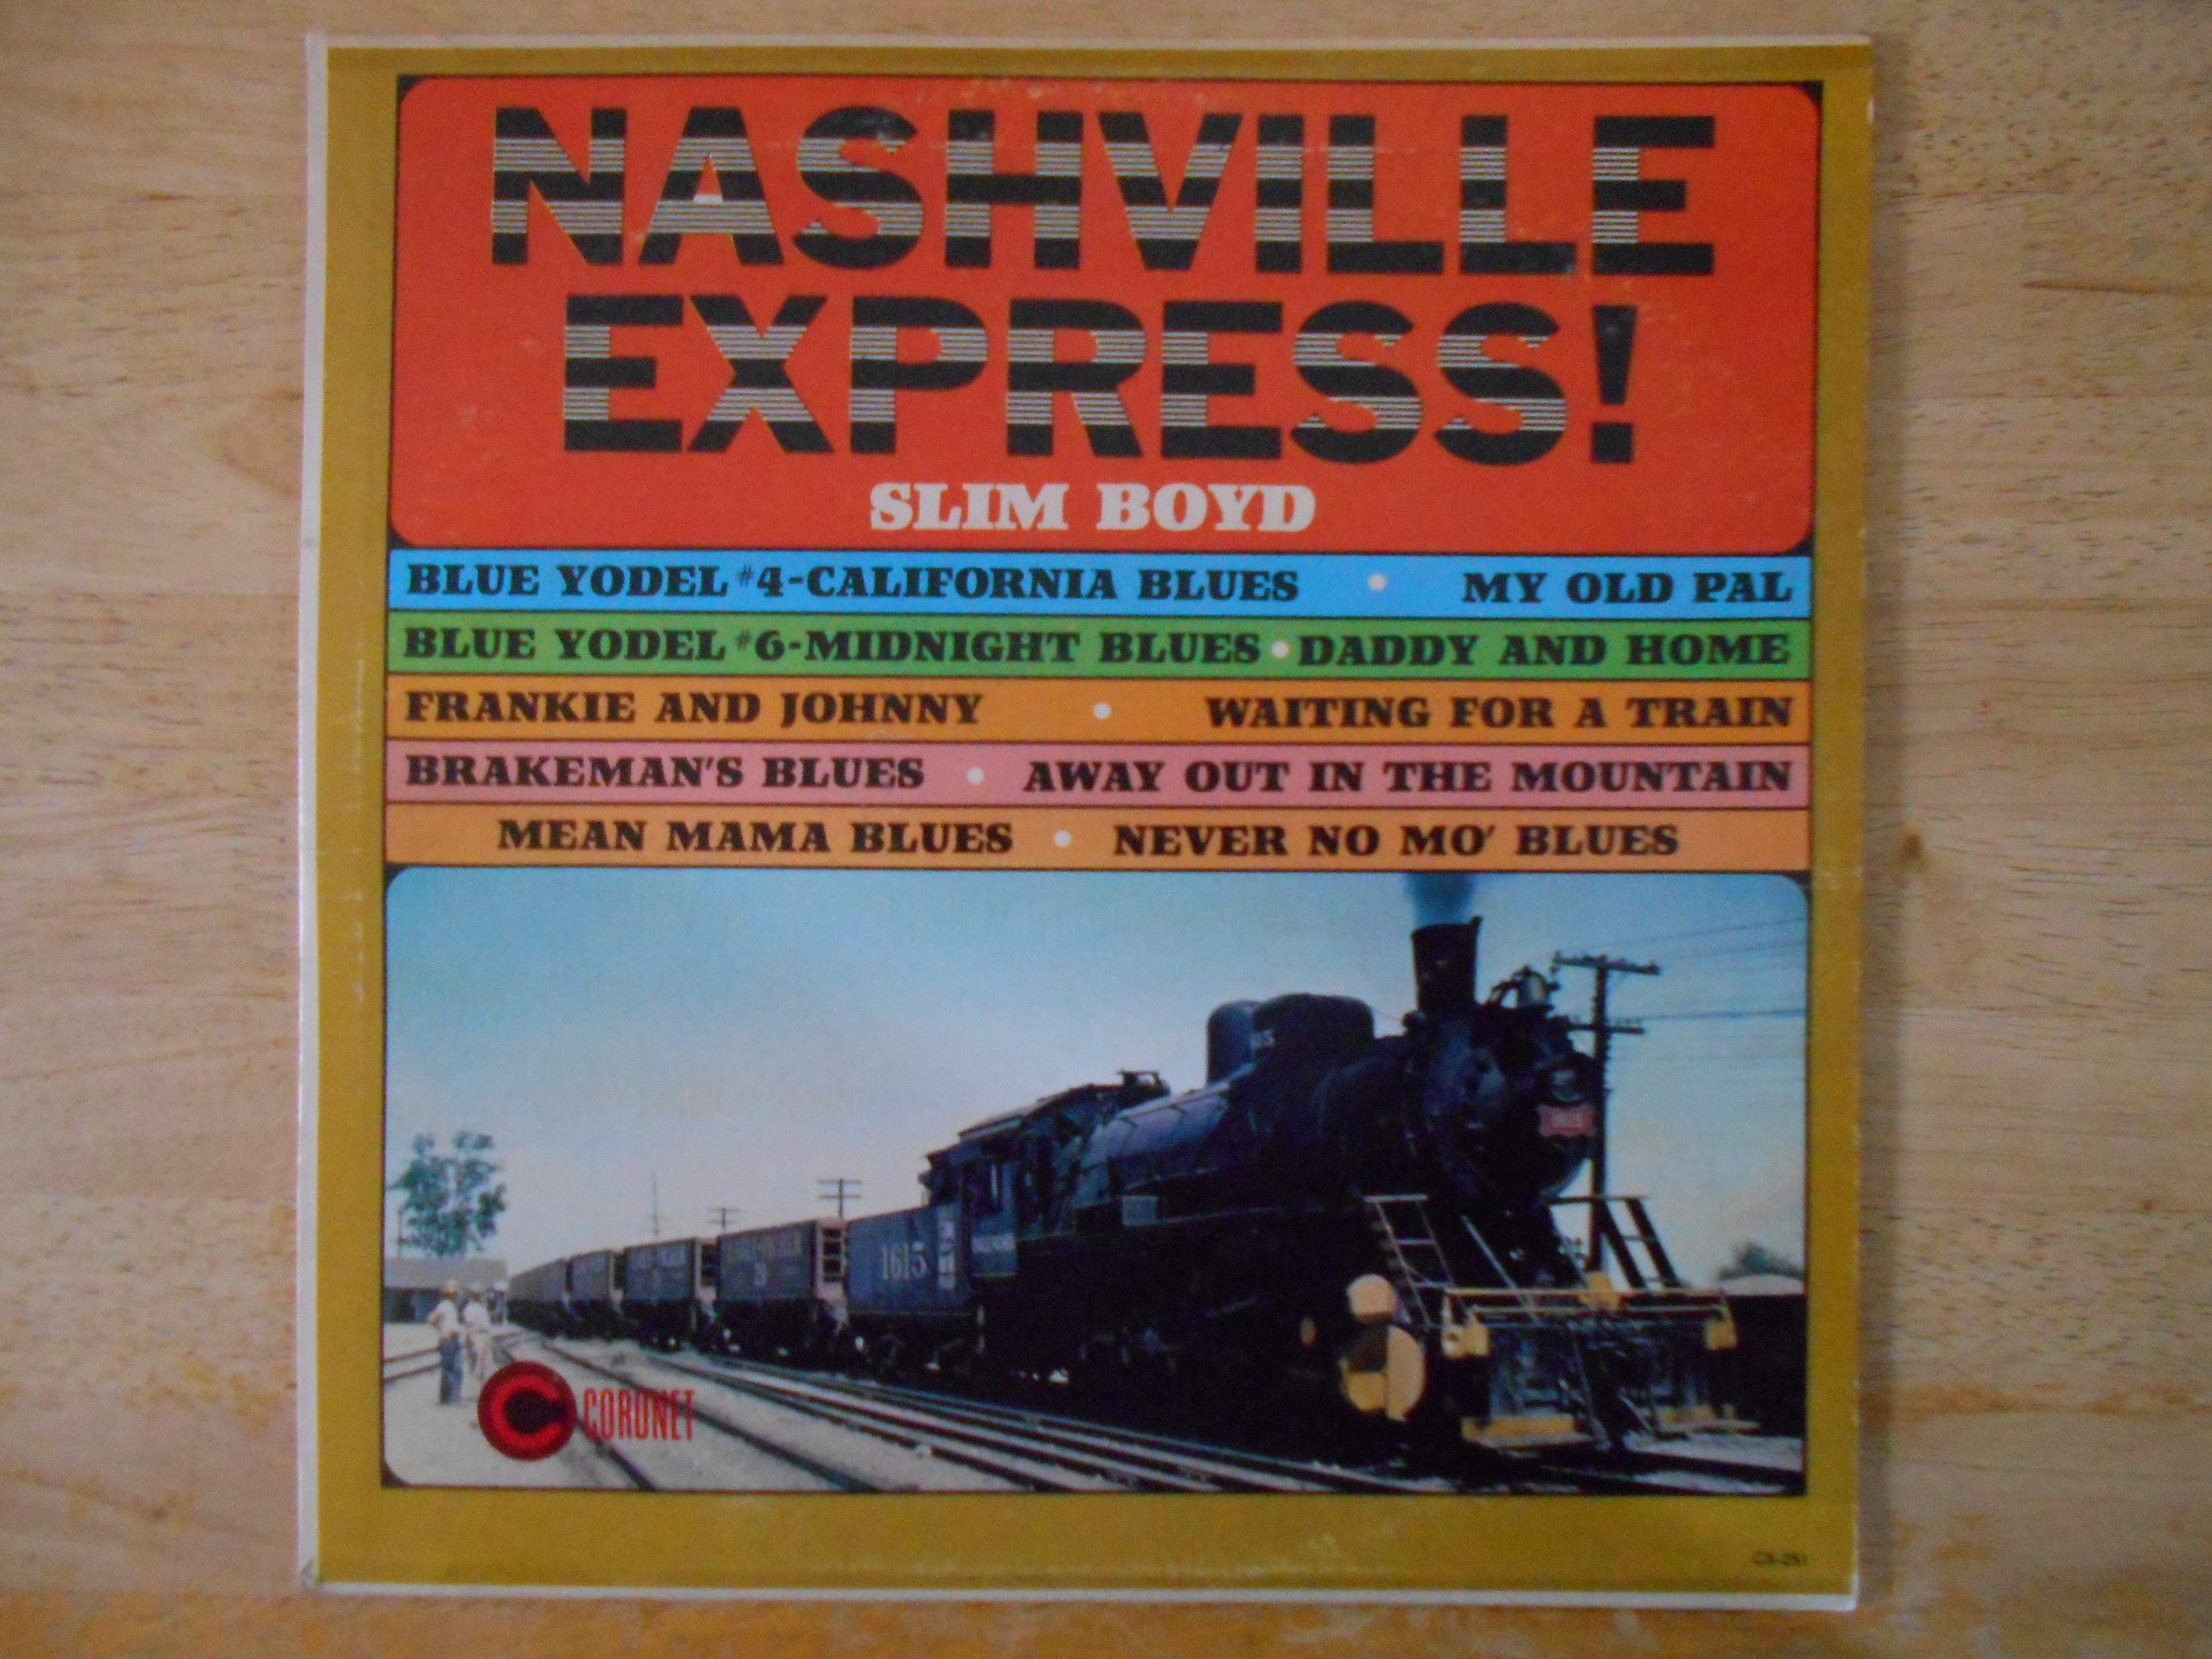 NASHVILLE
EXPRESS!
SLIM BOYD
BLUE YODEL #4-CALIFORNIA BLUES • MY OLD PAL
BLUE YODEL #6-MIDNIGHT BLUES • DADDY AND HOME
FRANKIE AND JOHNNY • WAITING FOR A TRAIN
BRAKEMAN'S BLUES • AWAY OUT IN THE MOUNTAIN
MEAN MAMA BLUES • NEVER NO MO' BLUES
1615
C CORONET
CX-251